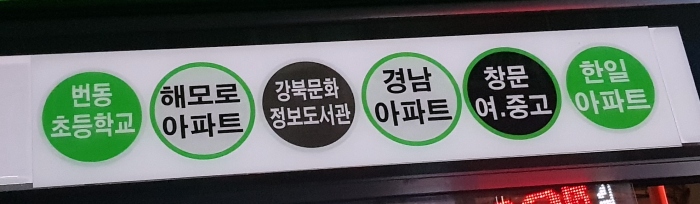 번동
초등학교
해모로
아파트
강북문화
정보도서관
경남
아파트
창문
여.중고
한일
아파트